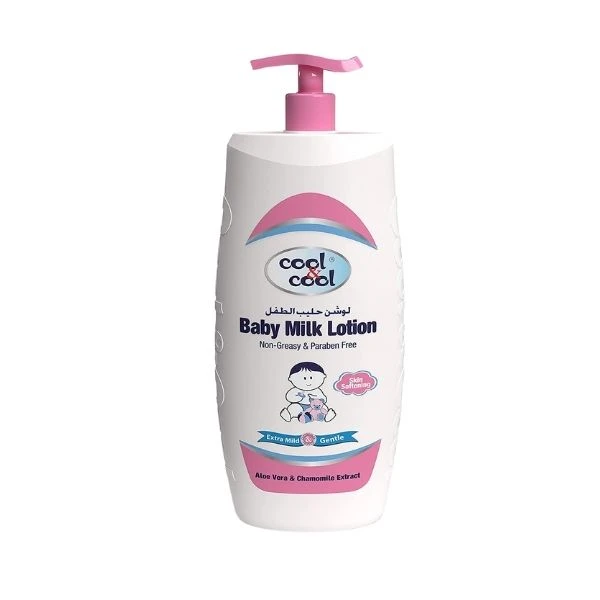 cool®
& cool
لوشن حليب الطفل
Baby Milk Lotion
Non-Greasy & Paraben Free
Skin
Softening
Extra Mild & Gentle
Aloe Vera & Chamomile Extract